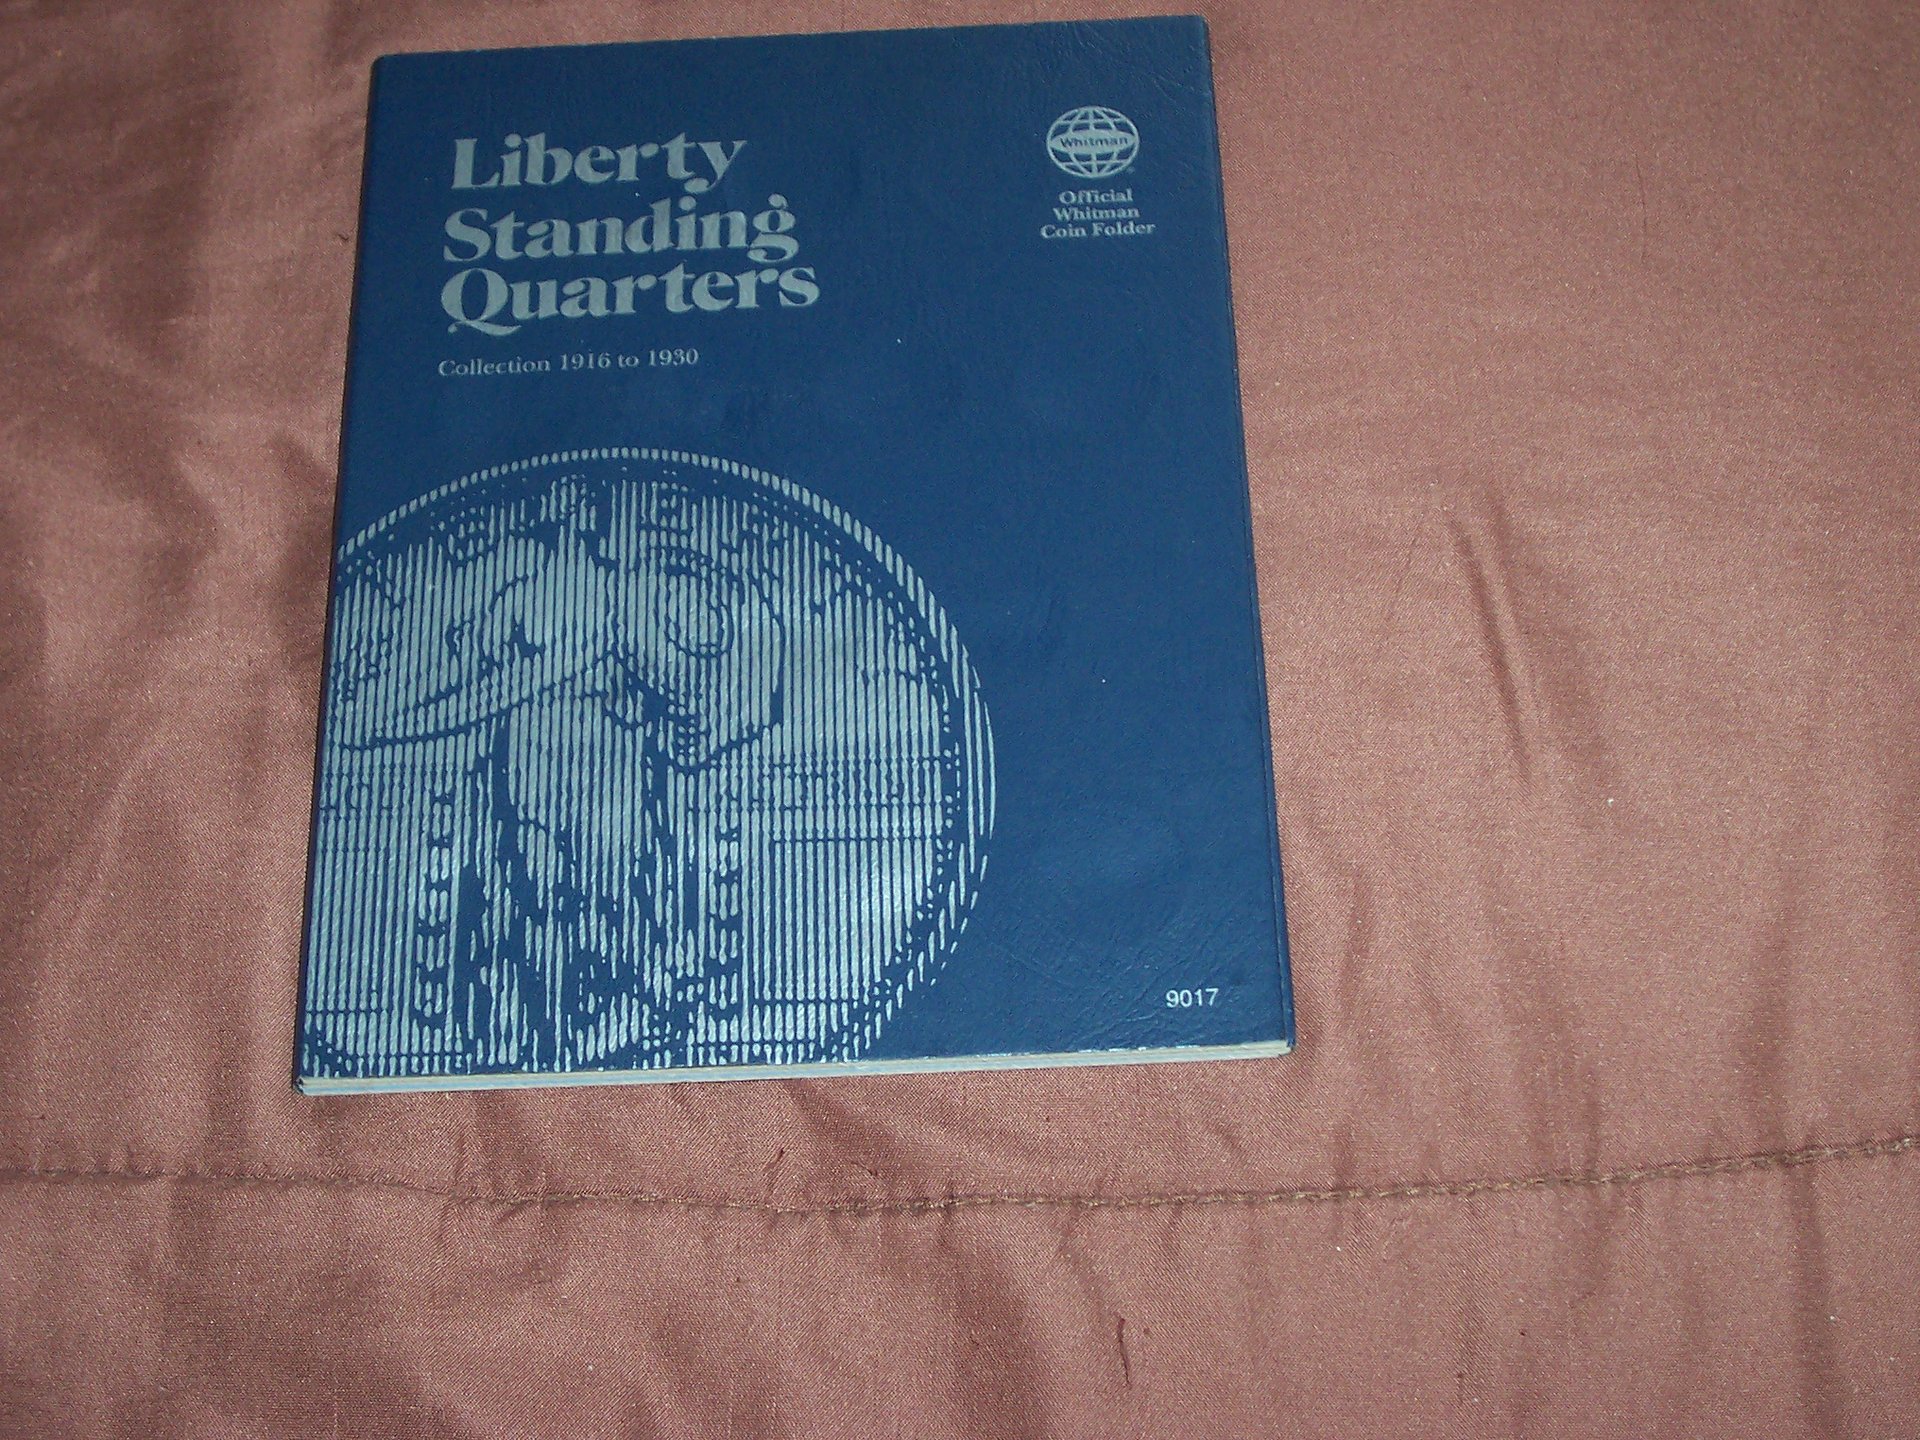 Liberty
Standing
Quarters
Collection 1916 to 1930
Whitman
Official
Whitman
Coin Folder
9017